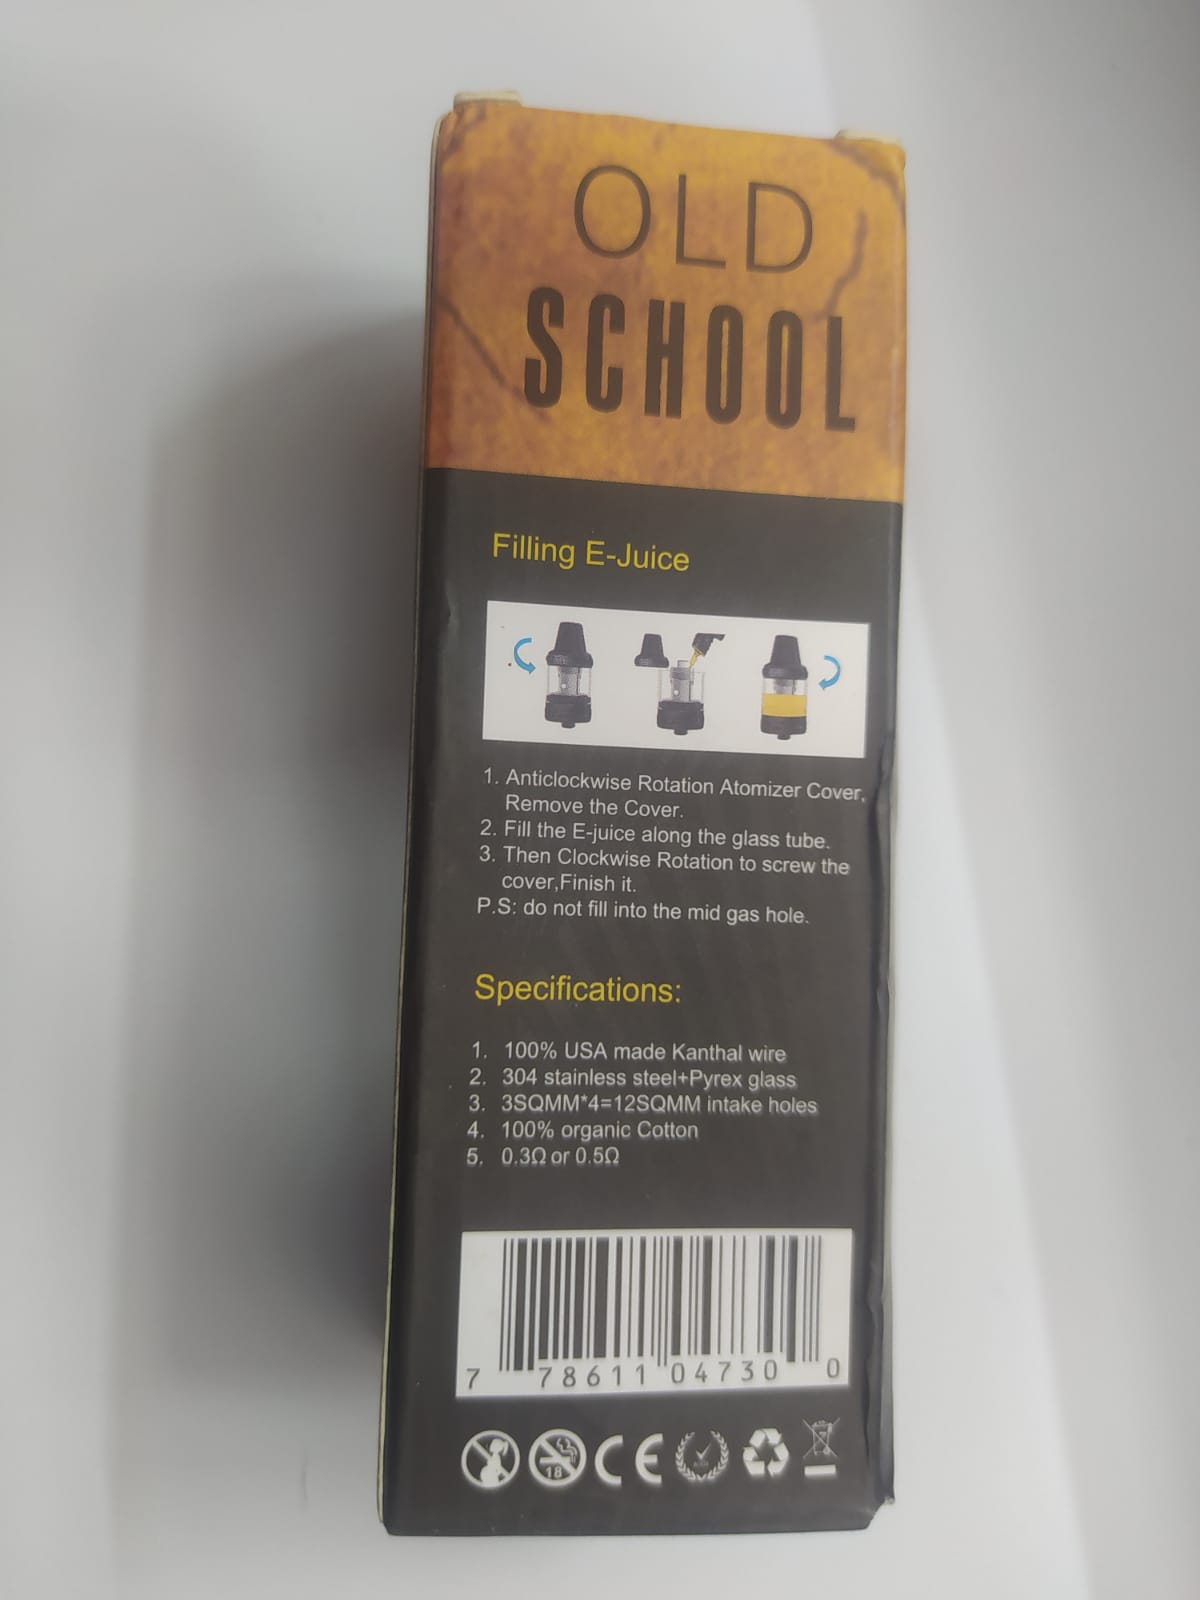 OLD
SCHOOL
Filling E-Juice
1. Anticlockwise Rotation Atomizer Cover,
Remove the Cover.
2. Fill the E-juice along the glass tube.
3. Then Clockwise Rotation to screw the
cover,Finish it.
P.S: do not fill into the mid gas hole.
Specifications:
1. 100% USA made Kanthal wire
2. 304 stainless steel+Pyrex glass
3. 3SQMM*4=12SQMM intake holes
4. 100% organic Cotton
5. 0.3Ω or 0.5Ω
7 78611 04730 0
18 CE